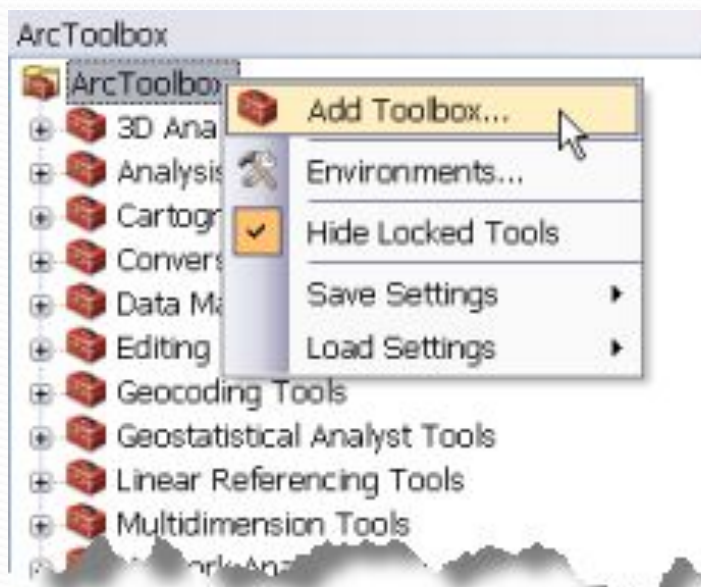 ArcToolbox
ArcToolbox
Add Toolbox...
3D Ana
Environments...
Analysis
Cartogr
Hide Locked Tools
Convers
Save Settings
Data Ma
Load Settings
Editing
Geocoding Tools
Geostatistical Analyst Tools
Linear Referencing Tools
Multidimension Tools